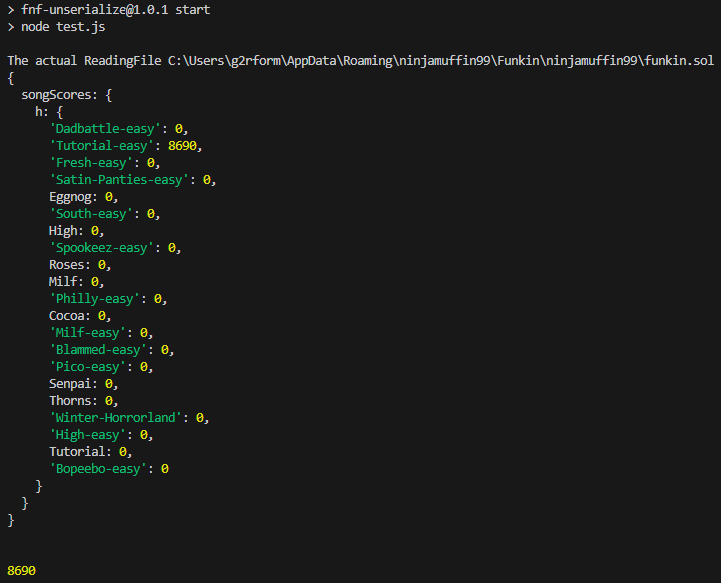 > fnf-unserialize@1.0.1 start
> node test.js
The actual ReadingFile C:\Users\g2rform\AppData\Roaming\ninjamuffin99\Funkin\ninjamuffin99\funkin.sol
{
  songScores: {
    h: {
      'Dadbattle-easy': 0,
      'Tutorial-easy': 8690,
      'Fresh-easy': 0,
      'Satin-Panties-easy': 0,
      Eggnog: 0,
      'South-easy': 0,
      High: 0,
      'Spookeez-easy': 0,
      Roses: 0,
      Milf: 0,
      'Philly-easy': 0,
      Cocoa: 0,
      'Milf-easy': 0,
      'Blammed-easy': 0,
      'Pico-easy': 0,
      Senpai: 0,
      Thorns: 0,
      'Winter-Horrorland': 0,
      'High-easy': 0,
      Tutorial: 0,
      'Bopeebo-easy': 0
    }
  }
}
8690